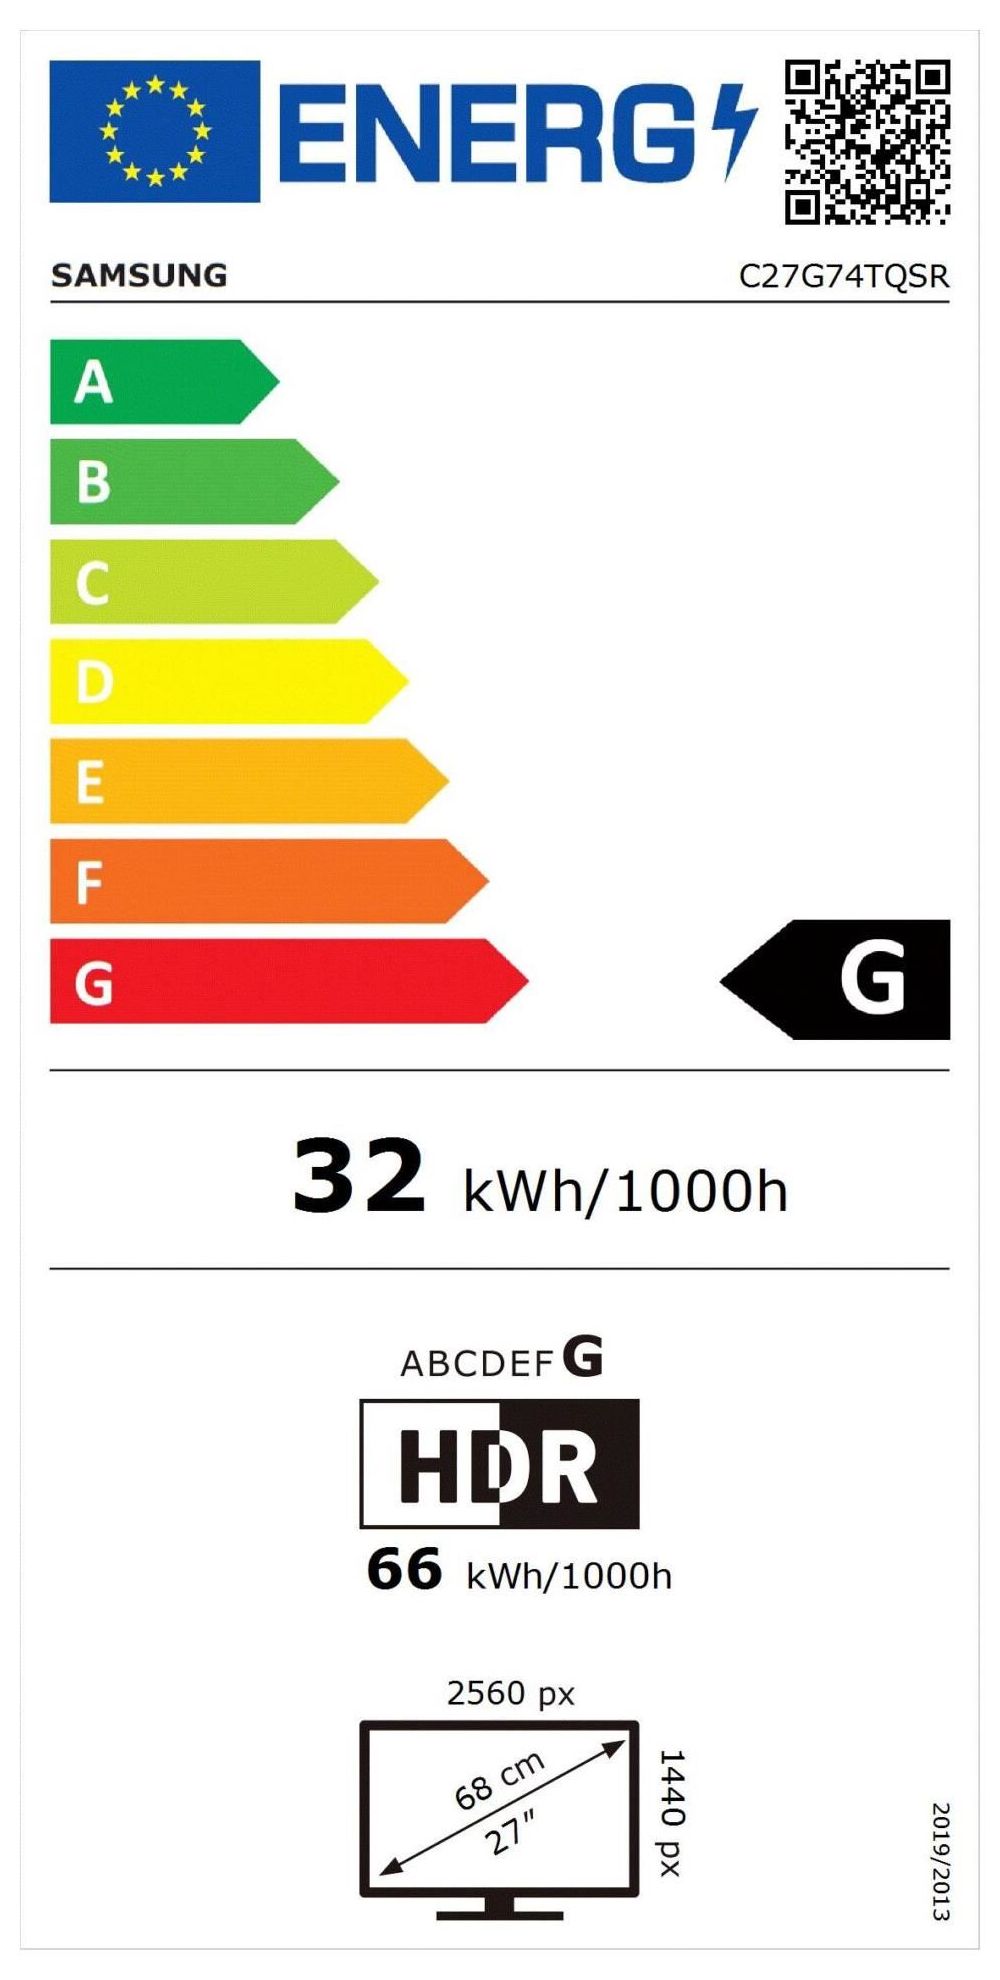 ENERG
SAMSUNG
C27G74TQSR
A
B
C
D
E
F
G
G
32 kWh/1000h
ABCDEFG
HDR
66 kWh/1000h
2560 px
68 cm
27"
1440 px
2019/2013